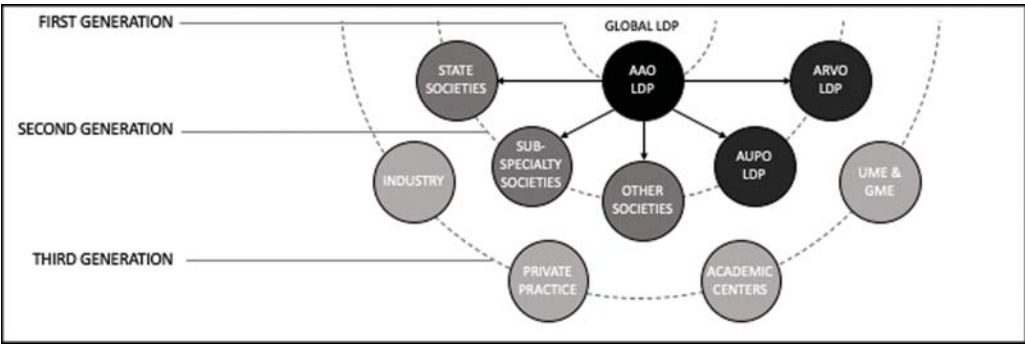 FIRST GENERATION
GLOBAL LDP
STATE
SOCIETIES
AAO
LDP
ARVO
LDP
SECOND GENERATION
SUB-
SPECIALTY
SOCIETIES
AUPO
LDP
INDUSTRY
OTHER
SOCIETIES
UME &
GME
THIRD GENERATION
PRIVATE
PRACTICE
ACADEMIC
CENTERS